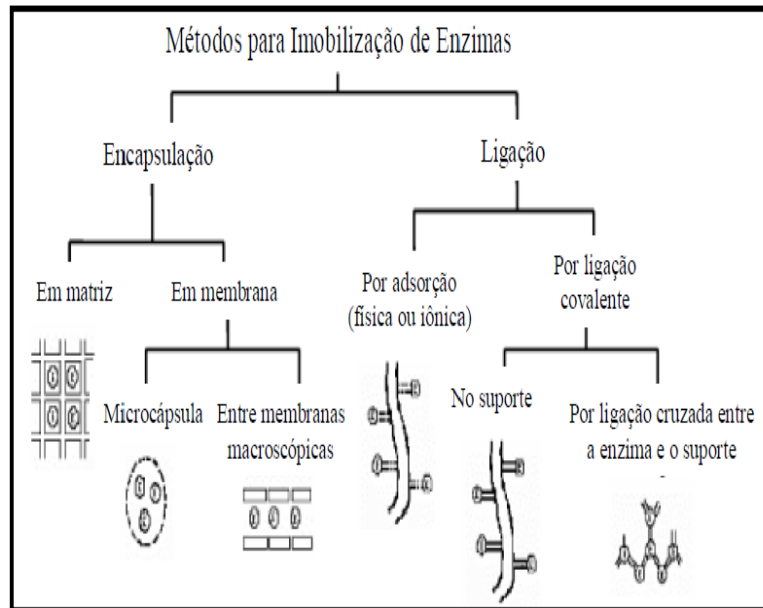 Métodos para Imobilização de Enzimas
Encapsulação
Ligação
Em matriz
Em membrana
Por adsorção
(física ou iônica)
Por ligação
covalente
Microcápsula
Entre membranas
macroscópicas
No suporte
Por ligação cruzada entre
a enzima e o suporte